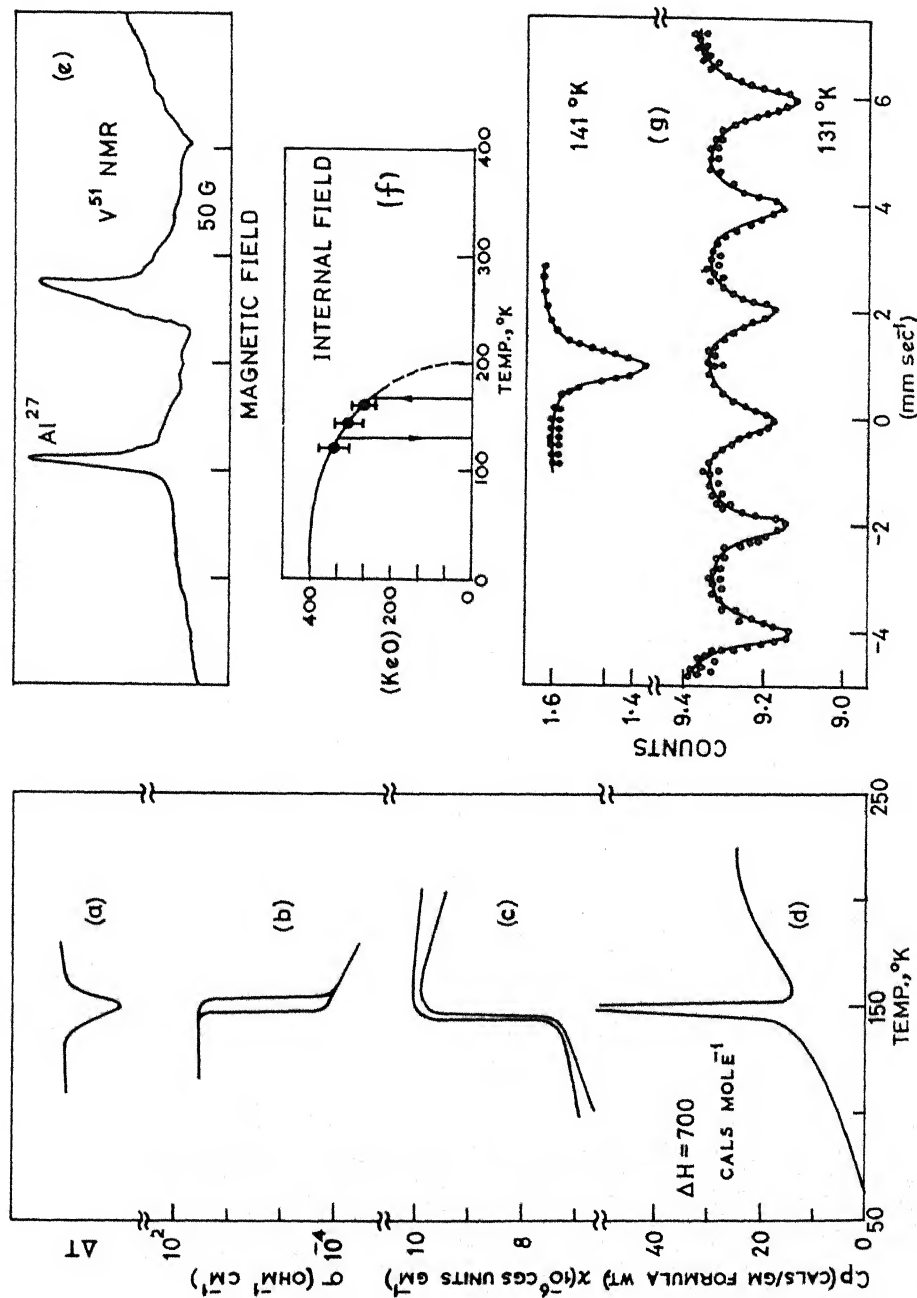 (a)
ΔT
10²
(b)
10⁻⁴
σ (OHM⁻¹ CM⁻¹)
10
(c)
8
χ(10⁻⁶ CGS UNITS GM⁻¹)
ΔH = 700
CALS MOLE⁻¹
(d)
40
20
0
Cp(CALS/GM FORMULA WT)
50
150
250
TEMP., °K
Al²⁷
V⁵¹ NMR
(e)
50 G
MAGNETIC FIELD
INTERNAL FIELD
(f)
400
200
0
(KeO)
0
100
200
300
400
TEMP., °K
141 °K
(g)
131 °K
1.6
1.4
9.4
9.2
9.0
COUNTS
-4
-2
0
2
4
6
(mm sec⁻¹)